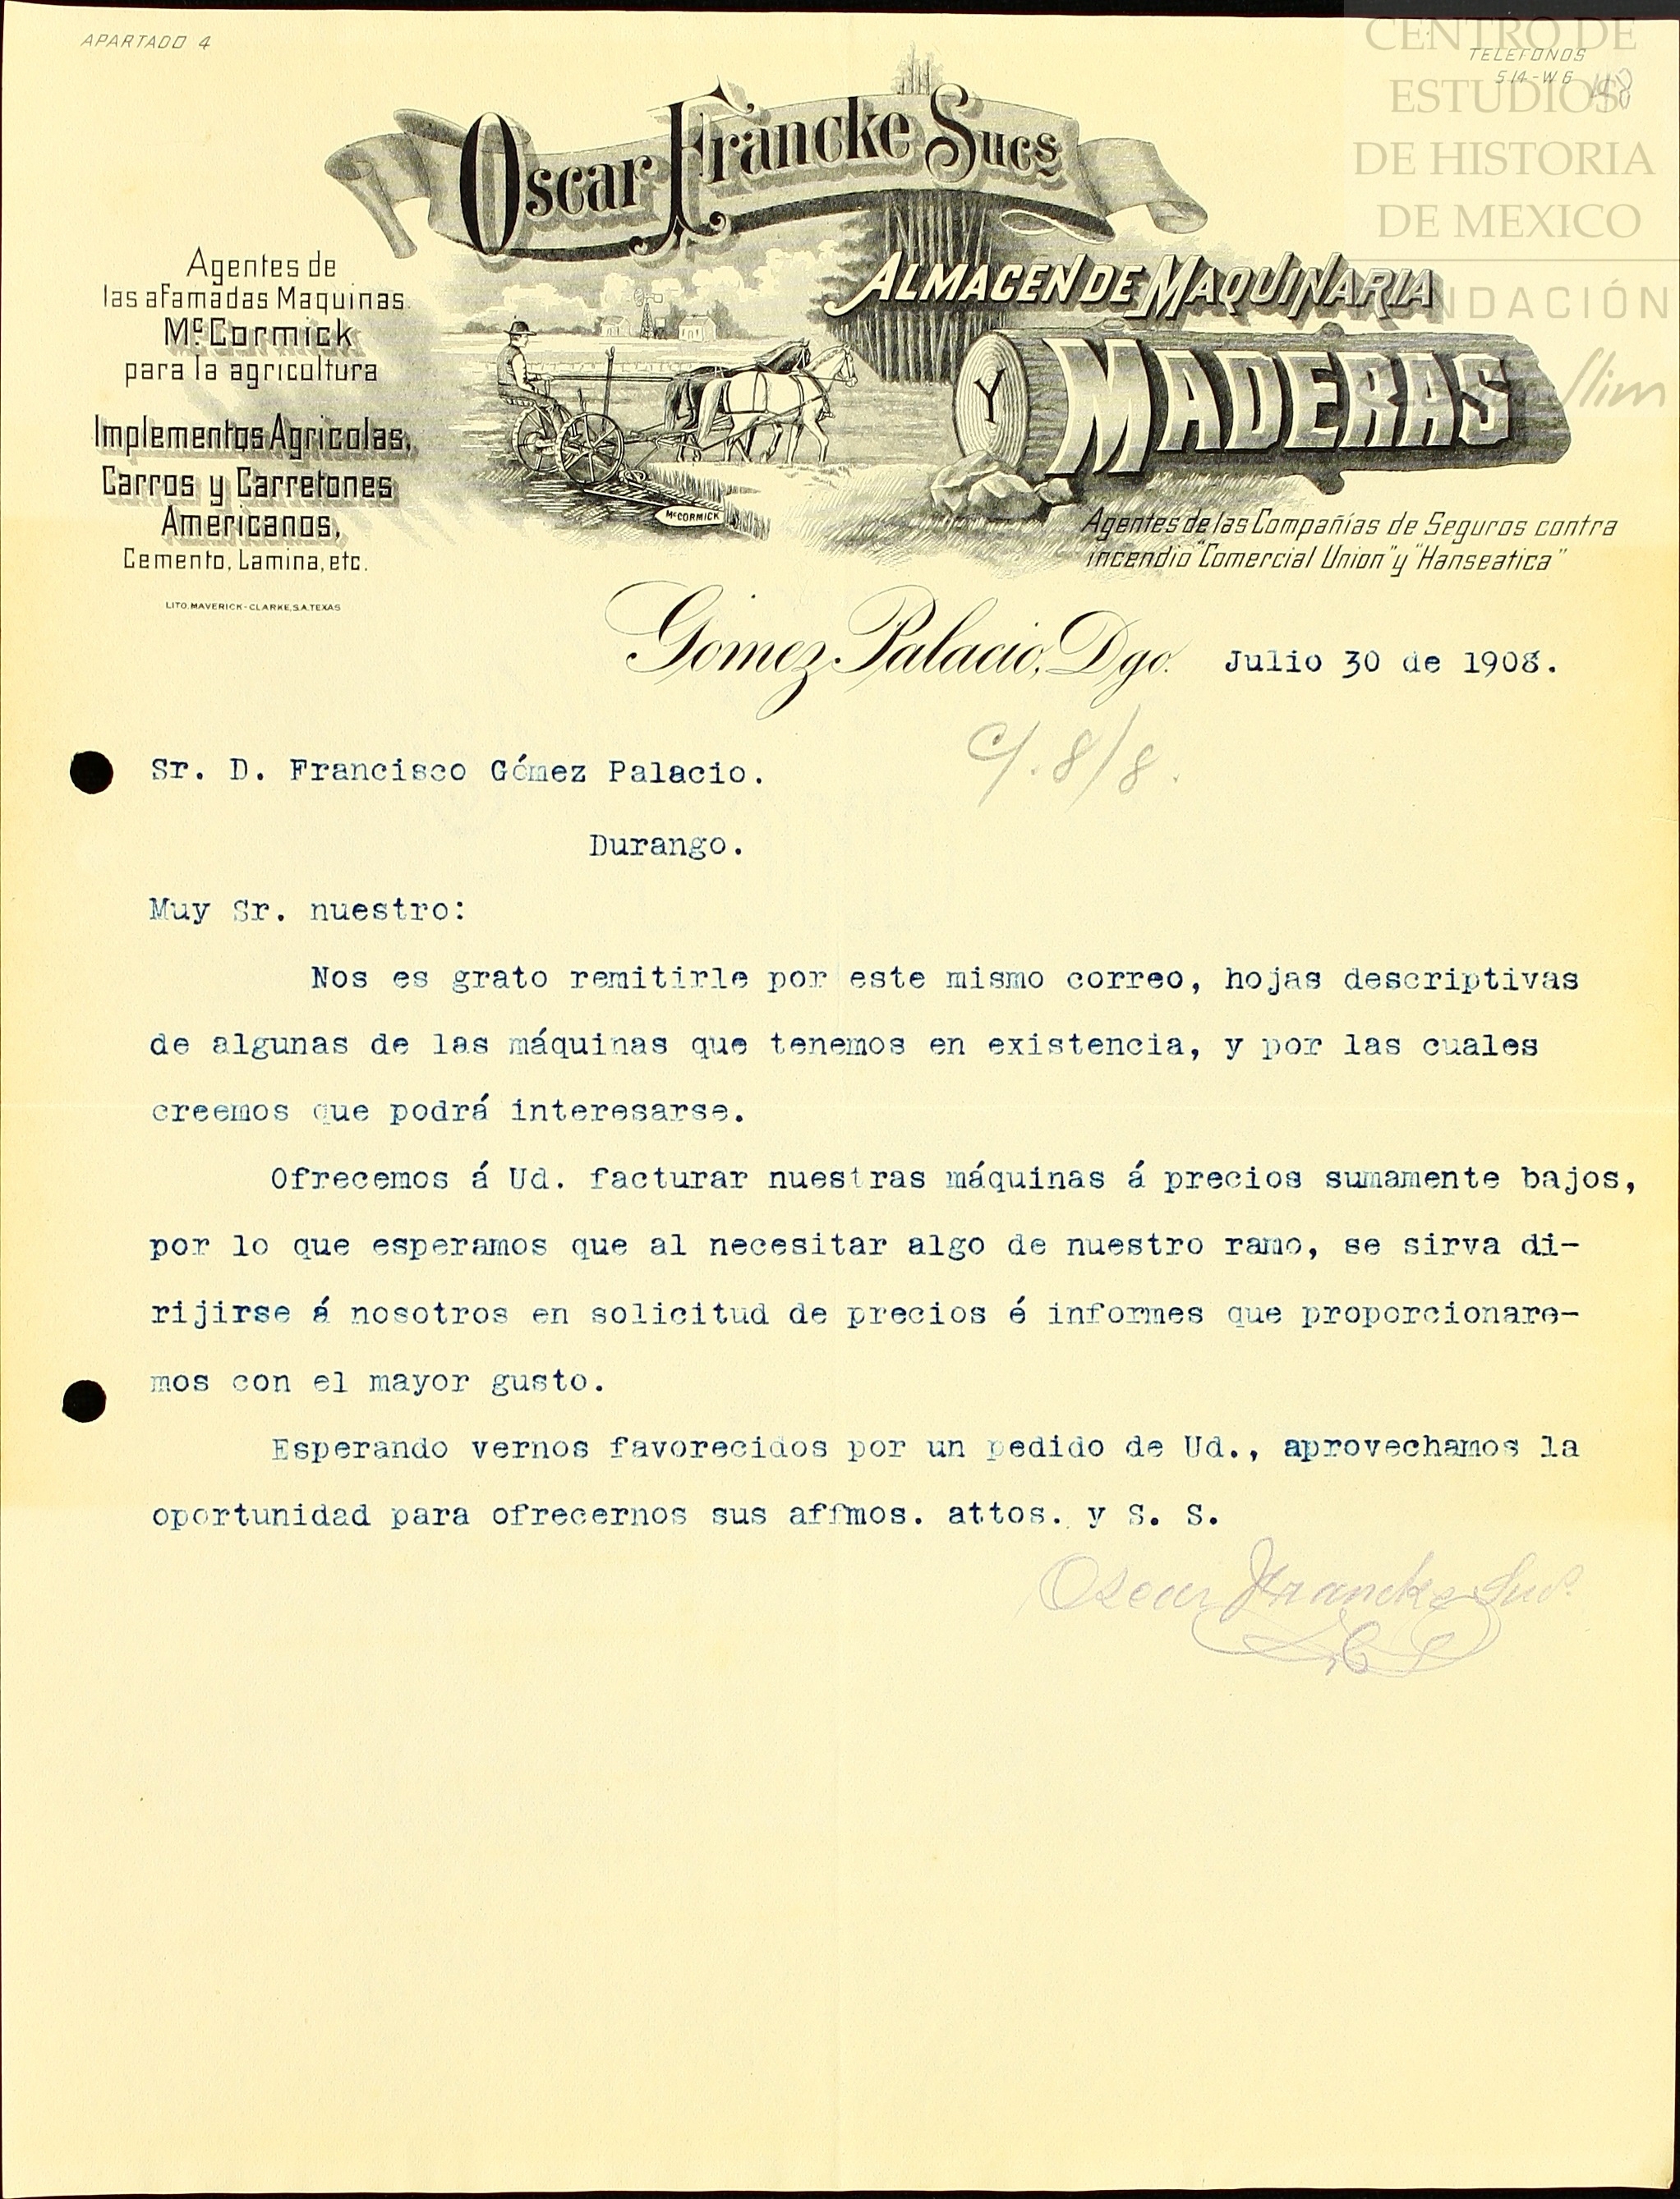 APARTADO 4
TELEFONOS
514-W 6
CENTRO DE
ESTUDIOS
DE HISTORIA
DE MEXICO
FUNDACIÓN
Carlos Slim
Oscar Francke Sucs
ALMACEN DE MAQUINARIA
Y MADERAS
Agentes de
las afamadas Maquinas
McCormick
para la agricultura
Implementos Agricolas,
Carros y Carretones
Americanos,
Cemento, Lamina, etc.
McCORMICK
Agentes de las Compañías de Seguros contra
incendio "Comercial Union" y "Hanseatica"
LITO. MAVERICK-CLARKE, S.A. TEXAS
Gomez Palacio, Dgo. Julio 30 de 1908.
C/. 8/8.
Sr. D. Francisco Gómez Palacio.
Durango.
Muy Sr. nuestro:
Nos es grato remitirle por este mismo correo, hojas descriptivas
de algunas de las máquinas que tenemos en existencia, y por las cuales
creemos que podrá interesarse.
Ofrecemos á Ud. facturar nuestras máquinas á precios sumamente bajos,
por lo que esperamos que al necesitar algo de nuestro ramo, se sirva di-
rijirse á nosotros en solicitud de precios é informes que proporcionare-
mos con el mayor gusto.
Esperando vernos favorecidos por un pedido de Ud., aprovechamos la
oportunidad para ofrecernos sus affmos. attos. y S. S.
Oscar Francke Sucs.